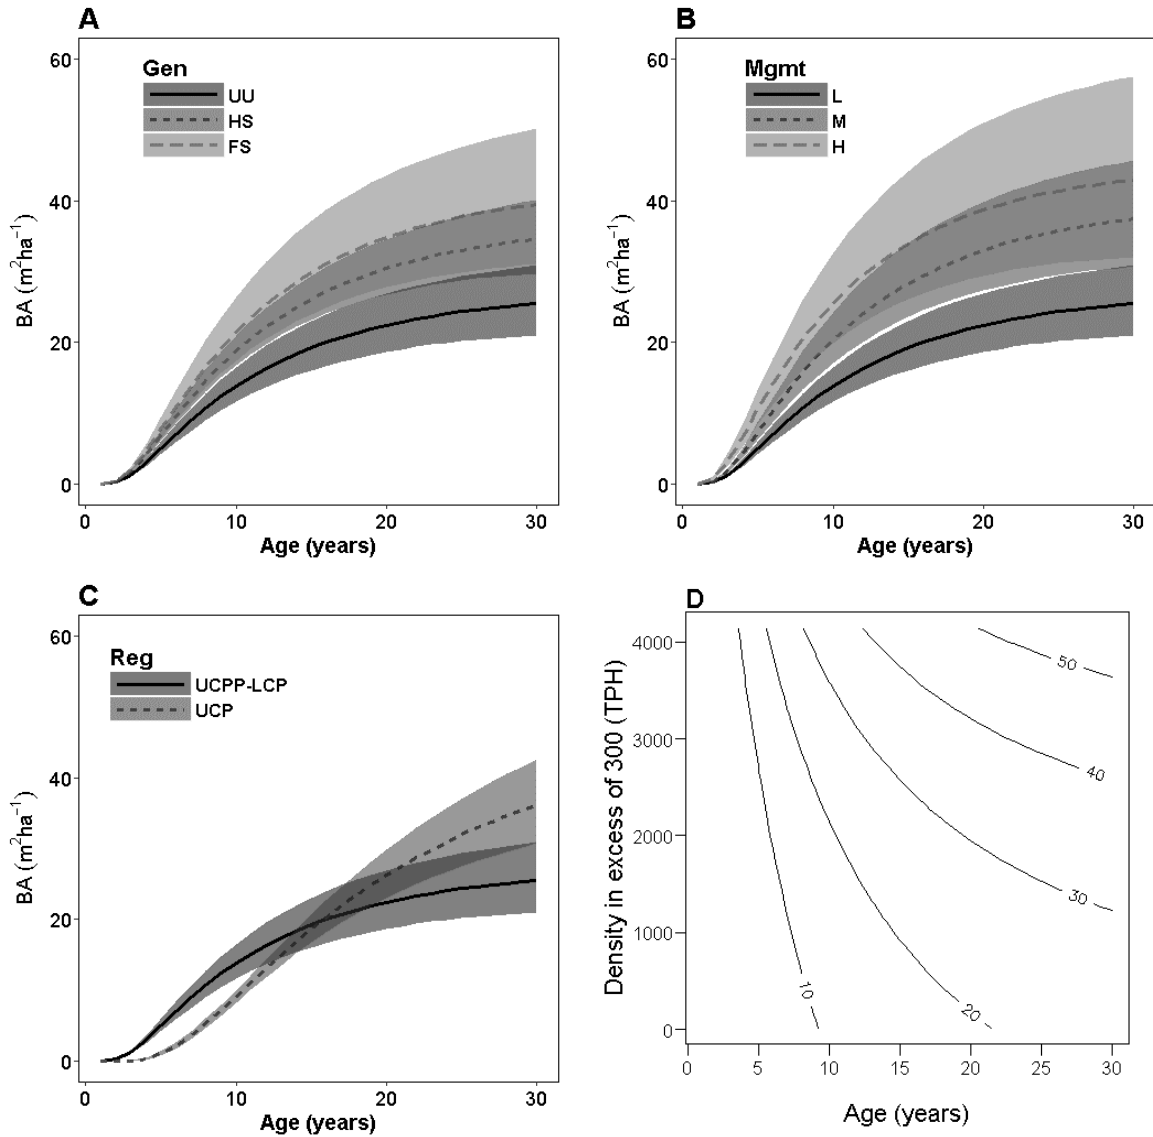 A
60
40
20
0
BA (m²ha⁻¹)
Gen
UU
HS
FS
0 10 20 30
Age (years)
B
60
40
20
0
BA (m²ha⁻¹)
Mgmt
L
M
H
0 10 20 30
Age (years)
C
60
40
20
0
BA (m²ha⁻¹)
Reg
UCPP-LCP
UCP
0 10 20 30
Age (years)
D
4000
3000
2000
1000
0
Density in excess of 300 (TPH)
50
40
30
10
20
0 5 10 15 20 25 30
Age (years)